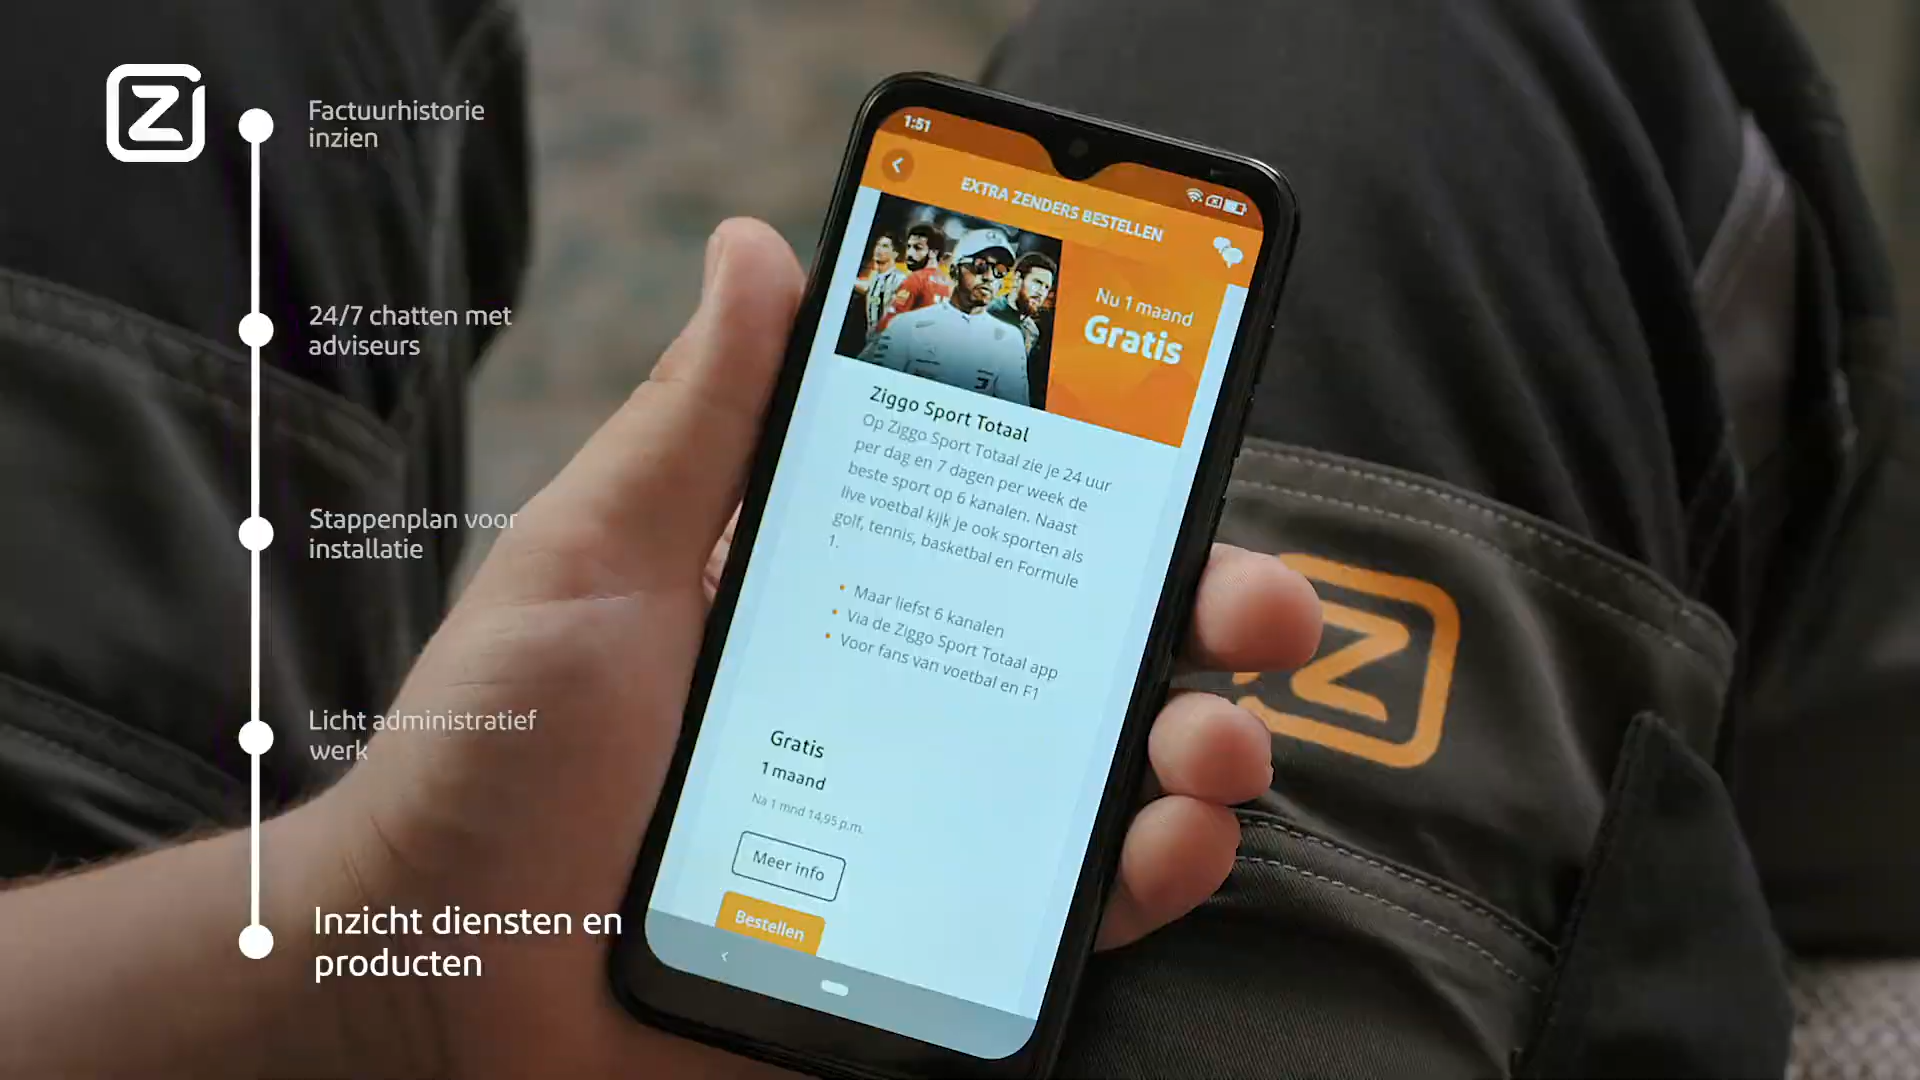 Factuurhistorie
inzien
24/7 chatten met
adviseurs
Stappenplan voor
installatie
Licht administratief
werk
Inzicht diensten en
producten
1:51
EXTRA ZENDERS BESTELLEN
Nu 1 maand
Gratis
Ziggo Sport Totaal
Op Ziggo Sport Totaal zie je 24 uur
per dag en 7 dagen per week de
beste sport op 6 kanalen. Naast
live voetbal kijk je ook sporten als
golf, tennis, basketbal en Formule
1.
• Maar liefst 6 kanalen
• Via de Ziggo Sport Totaal app
• Voor fans van voetbal en F1
Gratis
1 maand
Na 1 mnd 14,95 p.m.
Meer info
Bestellen
Z
Z